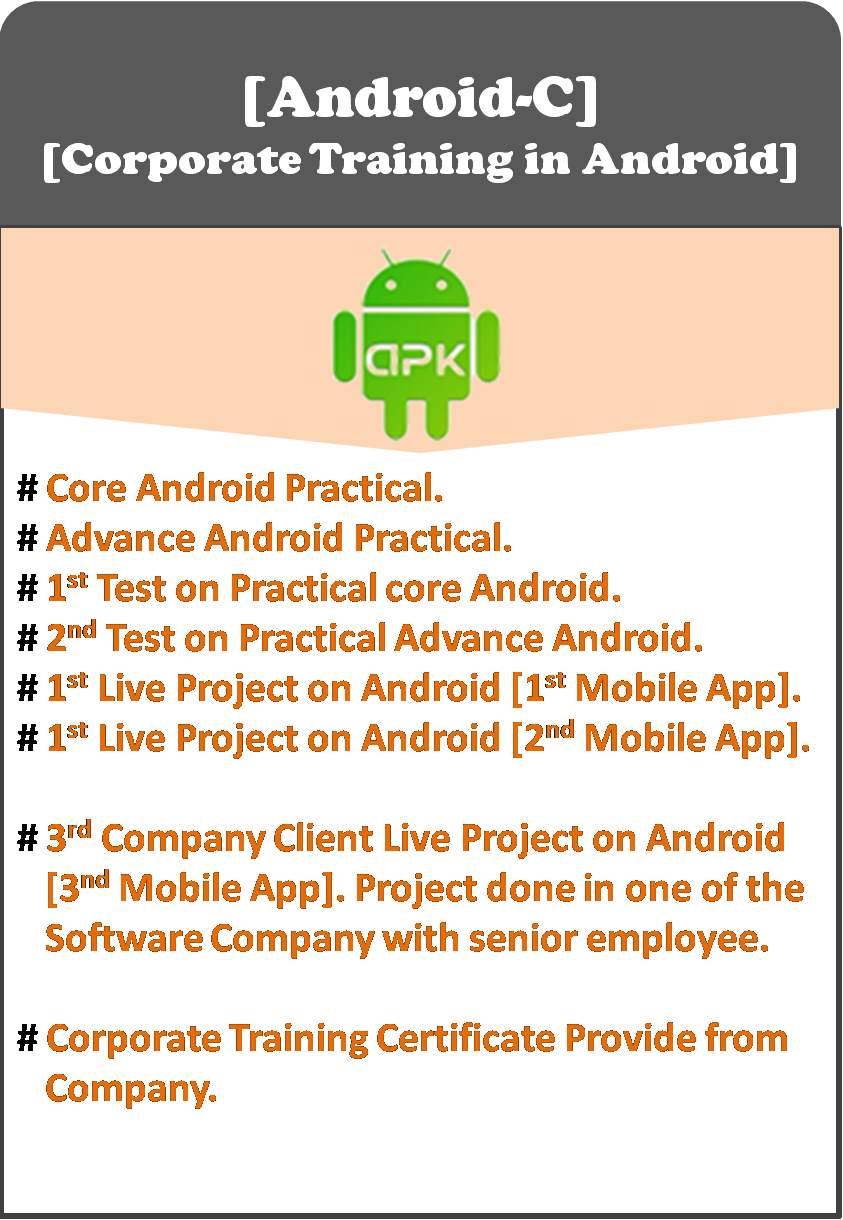 [Android-C]
[Corporate Training in Android]
APK
# Core Android Practical.
# Advance Android Practical.
# 1st Test on Practical core Android.
# 2nd Test on Practical Advance Android.
# 1st Live Project on Android [1st Mobile App].
# 1st Live Project on Android [2nd Mobile App].
# 3rd Company Client Live Project on Android
[3nd Mobile App]. Project done in one of the
Software Company with senior employee.
# Corporate Training Certificate Provide from
Company.